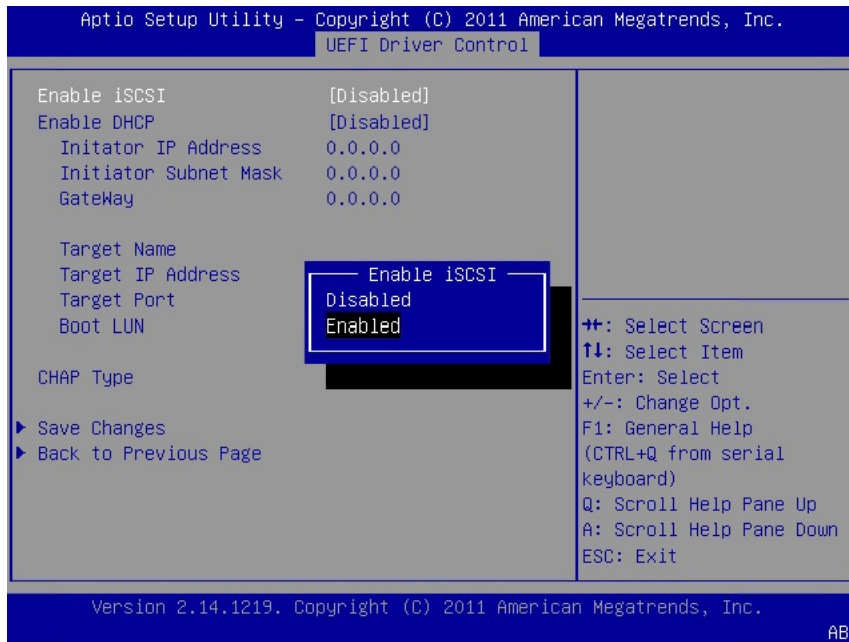 Aptio Setup Utility – Copyright (C) 2011 American Megatrends, Inc.
UEFI Driver Control
Enable iSCSI [Disabled]
Enable DHCP [Disabled]
Initator IP Address 0.0.0.0
Initiator Subnet Mask 0.0.0.0
GateWay 0.0.0.0
Target Name
Target IP Address
Target Port
Boot LUN
CHAP Type
Save Changes
Back to Previous Page
Enable iSCSI
Disabled
Enabled
→←: Select Screen
↑↓: Select Item
Enter: Select
+/-: Change Opt.
F1: General Help
(CTRL+Q from serial
keyboard)
Q: Scroll Help Pane Up
A: Scroll Help Pane Down
ESC: Exit
Version 2.14.1219. Copyright (C) 2011 American Megatrends, Inc.
AB